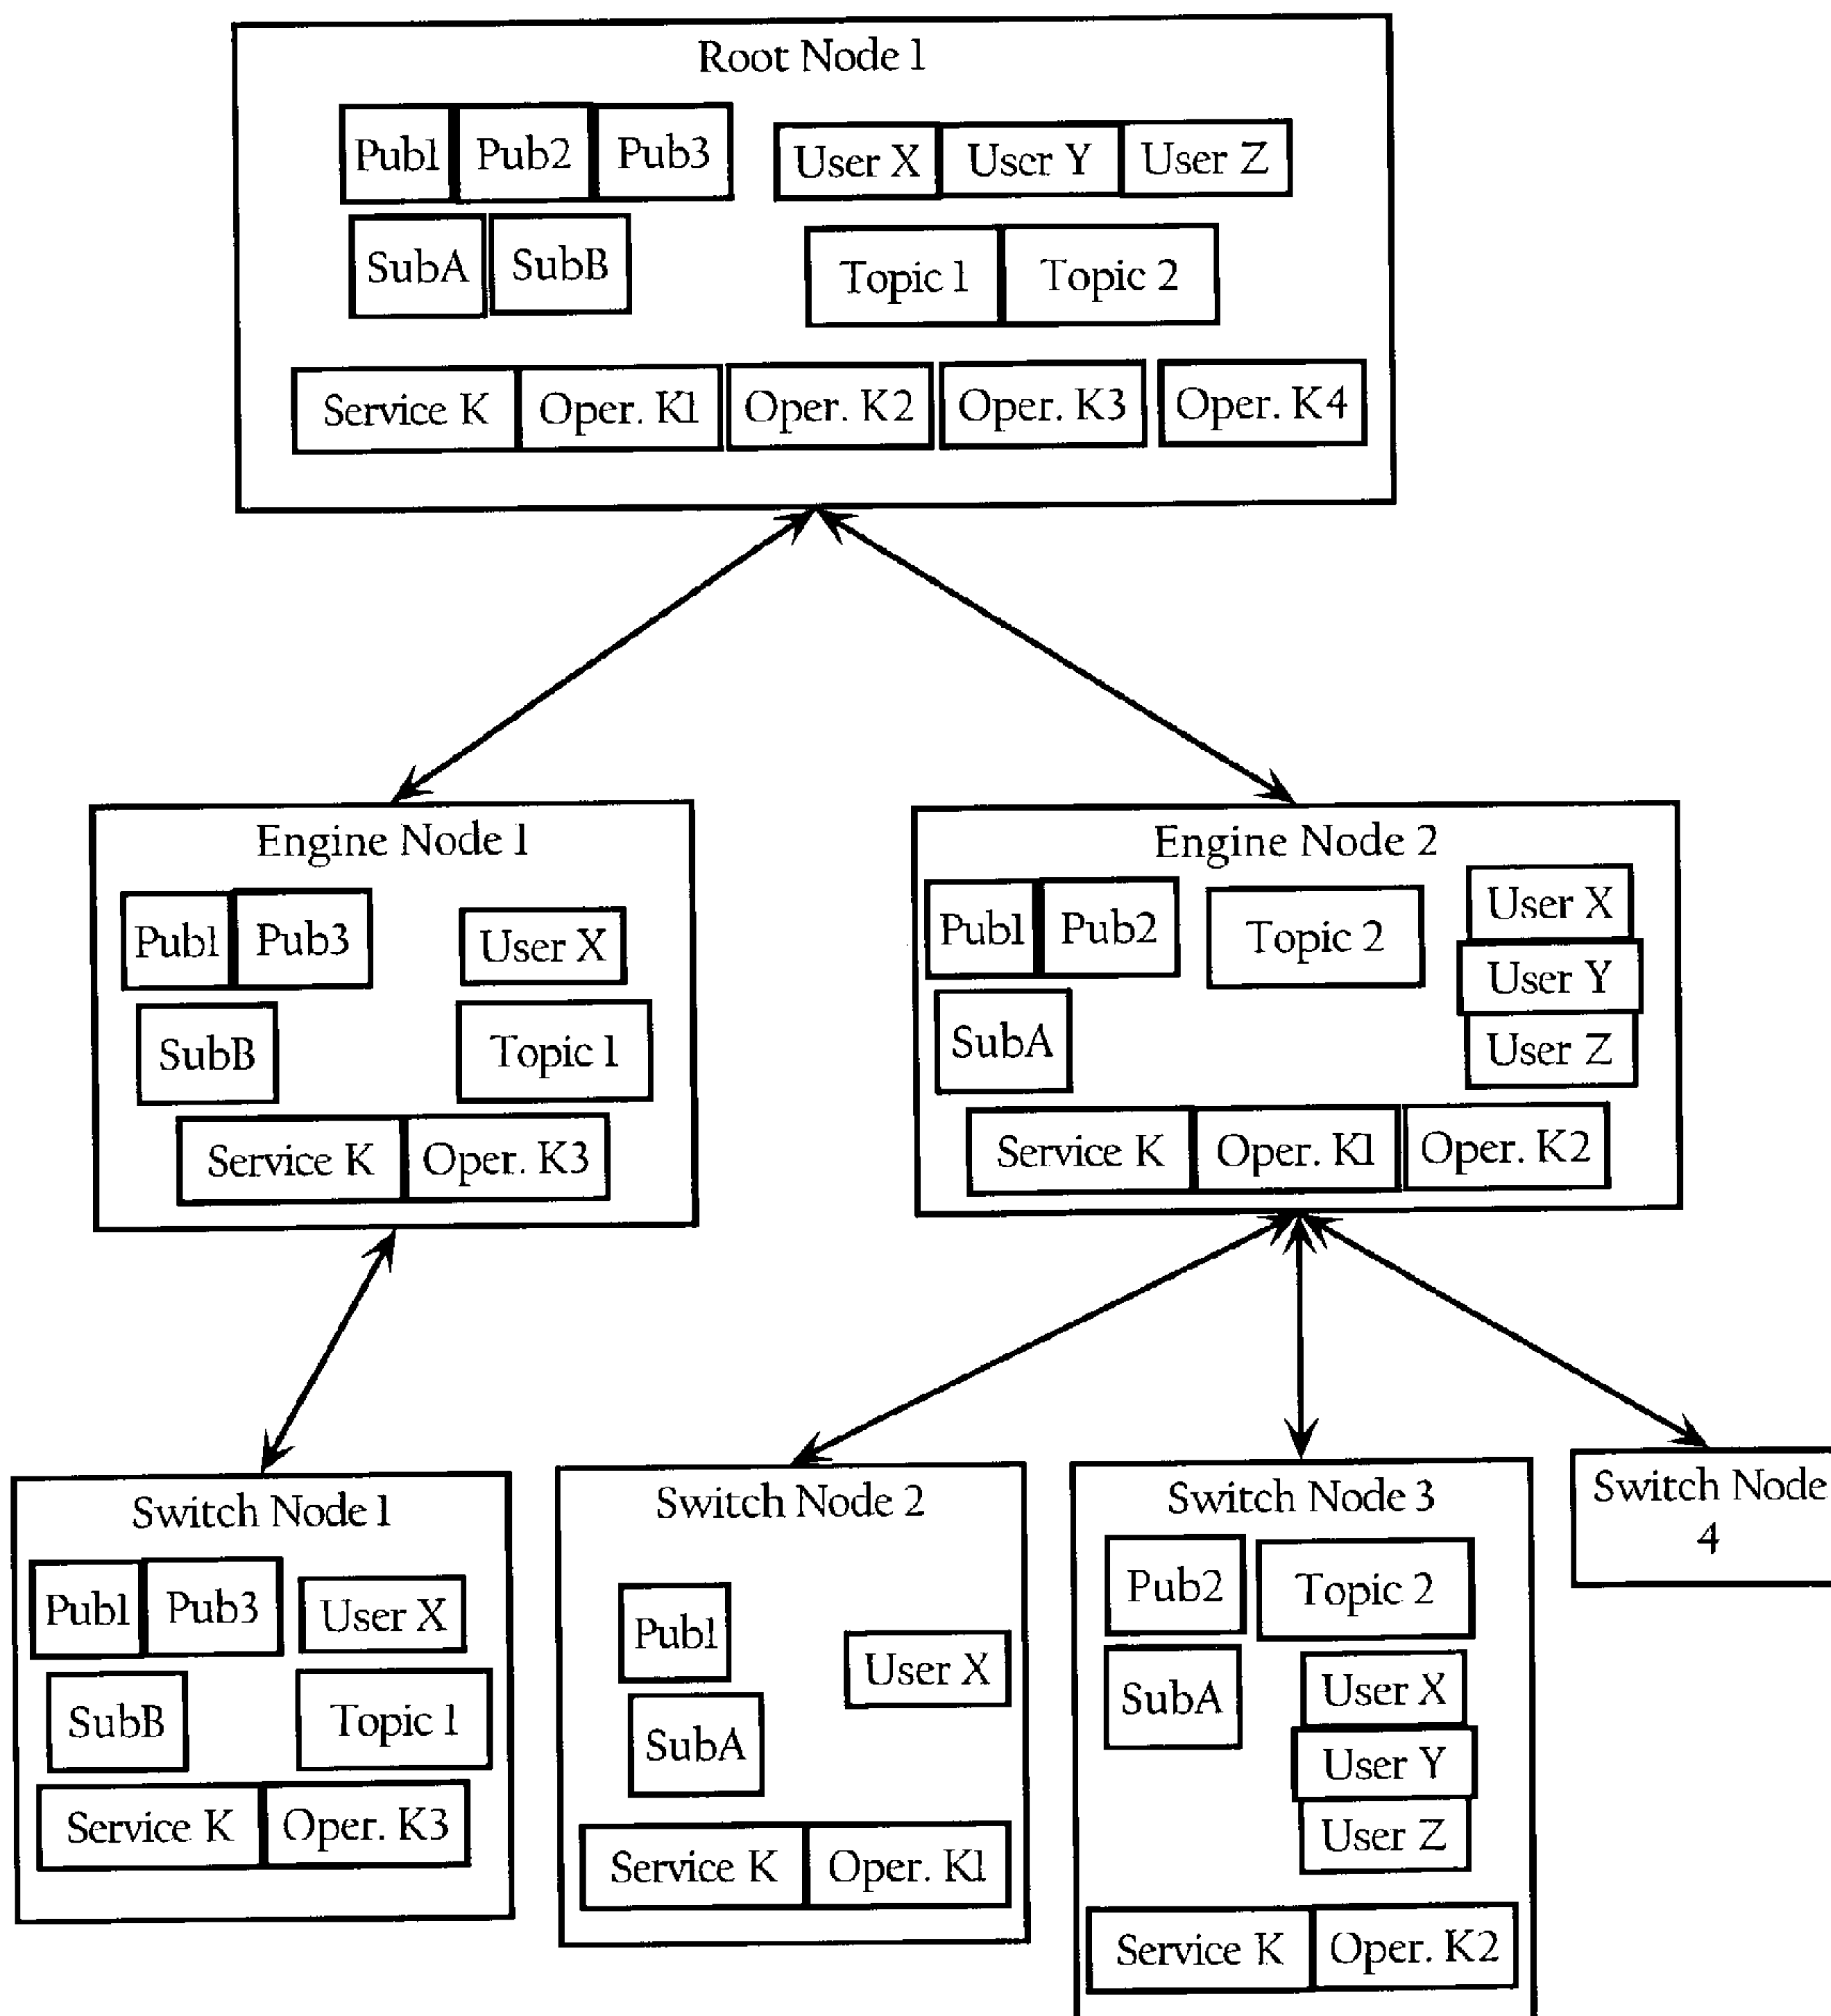 Root Node 1
Pub1 Pub2 Pub3
User X User Y User Z
SubA SubB
Topic 1 Topic 2
Service K Oper. K1 Oper. K2 Oper. K3 Oper. K4
Engine Node 1
Pub1 Pub3
User X
SubB
Topic 1
Service K Oper. K3
Engine Node 2
Pub1 Pub2
Topic 2
User X
User Y
User Z
SubA
Service K Oper. K1 Oper. K2
Switch Node 1
Pub1 Pub3
User X
SubB
Topic 1
Service K Oper. K3
Switch Node 2
Pub1
User X
SubA
Service K Oper. K1
Switch Node 3
Pub2
Topic 2
SubA
User X
User Y
User Z
Service K Oper. K2
Switch Node
4